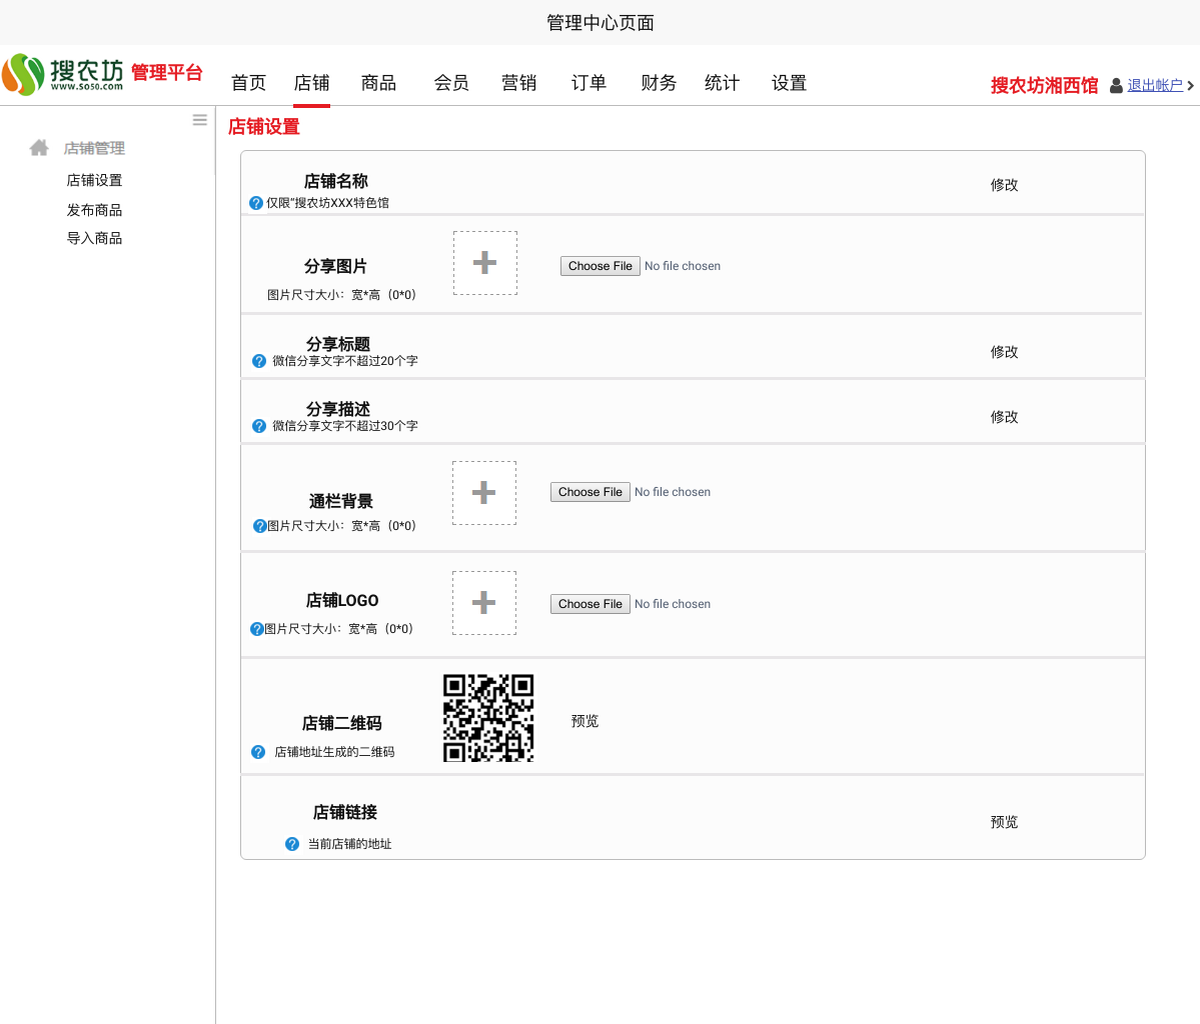 管理中心页面
搜农坊 管理平台
www.so50.com
首页 店铺 商品 会员 营销 订单 财务 统计 设置
搜农坊湘西馆 退出帐户
店铺管理
店铺设置
发布商品
导入商品
店铺设置
店铺名称
仅限"搜农坊XXX特色馆
修改
分享图片
图片尺寸大小：宽*高（0*0）
Choose File No file chosen
分享标题
微信分享文字不超过20个字
修改
分享描述
微信分享文字不超过30个字
修改
通栏背景
图片尺寸大小：宽*高（0*0）
Choose File No file chosen
店铺LOGO
图片尺寸大小：宽*高（0*0）
Choose File No file chosen
店铺二维码
店铺地址生成的二维码
预览
店铺链接
当前店铺的地址
预览